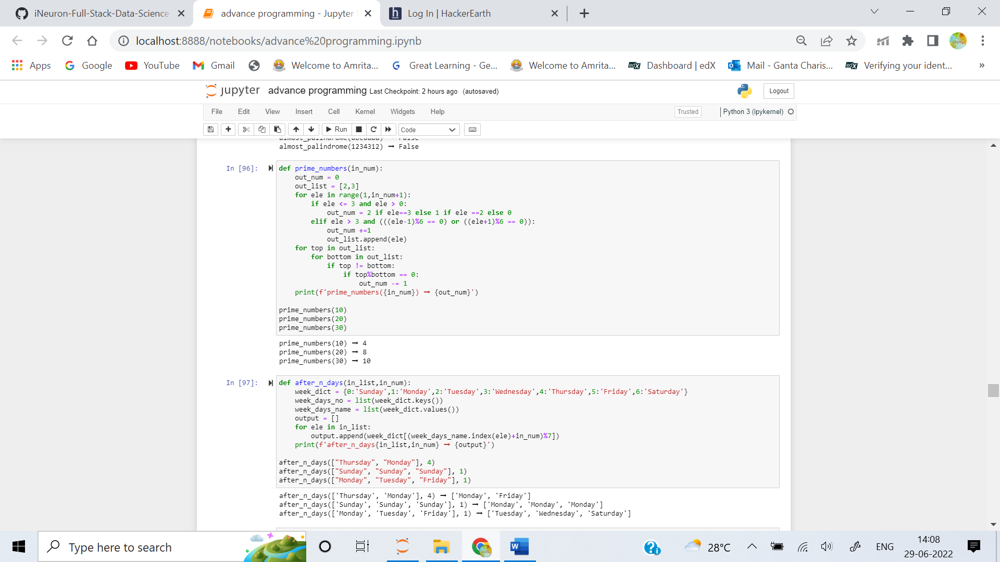 iNeuron-Full-Stack-Data-Science
advance programming - Jupyter
Log In | HackerEarth
localhost:8888/notebooks/advance%20programming.ipynb
Apps
Google
YouTube
Gmail
Welcome to Amrita...
Great Learning - Ge...
Welcome to Amrita...
Dashboard | edX
Mail - Ganta Charis...
Verifying your ident...
»
jupyter advance programming Last Checkpoint: 2 hours ago (autosaved)
Logout
File Edit View Insert Cell Kernel Widgets Help
Trusted
Python 3 (ipykernel)
Run
Code
almost_palindrome(1234312) → False
In [96]:
def prime_numbers(in_num):
    out_num = 0
    out_list = [2,3]
    for ele in range(1,in_num+1):
        if ele <= 3 and ele > 0:
            out_num = 2 if ele==3 else 1 if ele ==2 else 0
        elif ele > 3 and (((ele-1)%6 == 0) or ((ele+1)%6 == 0)):
            out_num +=1
            out_list.append(ele)
    for top in out_list:
        for bottom in out_list:
            if top != bottom:
                if top%bottom == 0:
                    out_num -= 1
    print(f'prime_numbers({in_num}) → {out_num}')
prime_numbers(10)
prime_numbers(20)
prime_numbers(30)
prime_numbers(10) → 4
prime_numbers(20) → 8
prime_numbers(30) → 10
In [97]:
def after_n_days(in_list,in_num):
    week_dict = {0:'Sunday',1:'Monday',2:'Tuesday',3:'Wednesday',4:'Thursday',5:'Friday',6:'Saturday'}
    week_days_no = list(week_dict.keys())
    week_days_name = list(week_dict.values())
    output = []
    for ele in in_list:
        output.append(week_dict[(week_days_name.index(ele)+in_num)%7])
    print(f'after_n_days{in_list,in_num} → {output}')
after_n_days(["Thursday", "Monday"], 4)
after_n_days(["Sunday", "Sunday", "Sunday"], 1)
after_n_days(["Monday", "Tuesday", "Friday"], 1)
after_n_days(['Thursday', 'Monday'], 4) → ['Monday', 'Friday']
after_n_days(['Sunday', 'Sunday', 'Sunday'], 1) → ['Monday', 'Monday', 'Monday']
after_n_days(['Monday', 'Tuesday', 'Friday'], 1) → ['Tuesday', 'Wednesday', 'Saturday']
Type here to search
28°C
ENG
14:08
29-06-2022